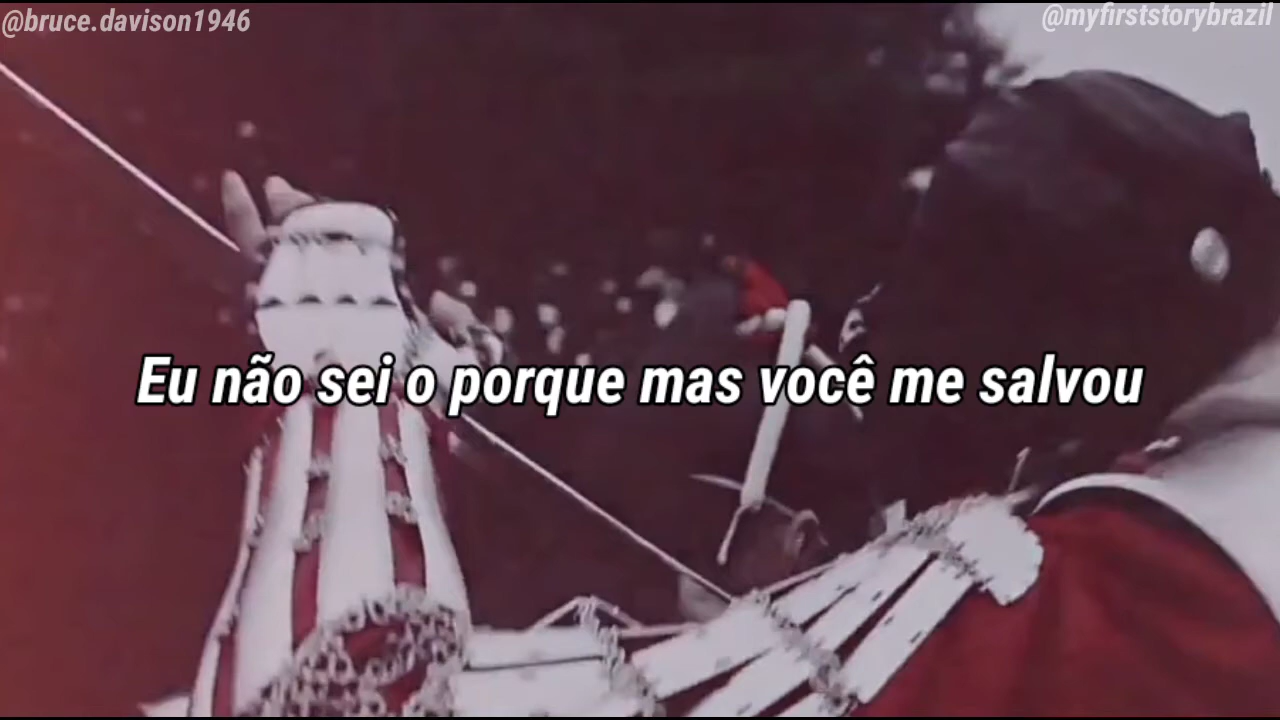 @bruce.davison1946
@myfirststorybrazil
Eu não sei o porque mas você me salvou